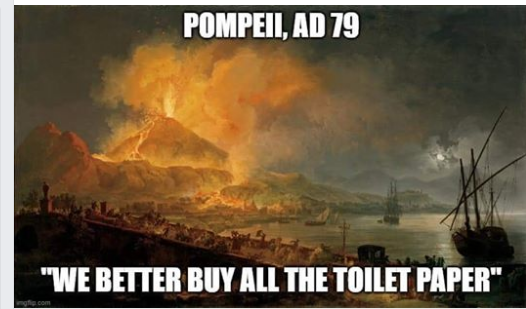 POMPEII, AD 79
"WE BETTER BUY ALL THE TOILET PAPER"
imgflip.com